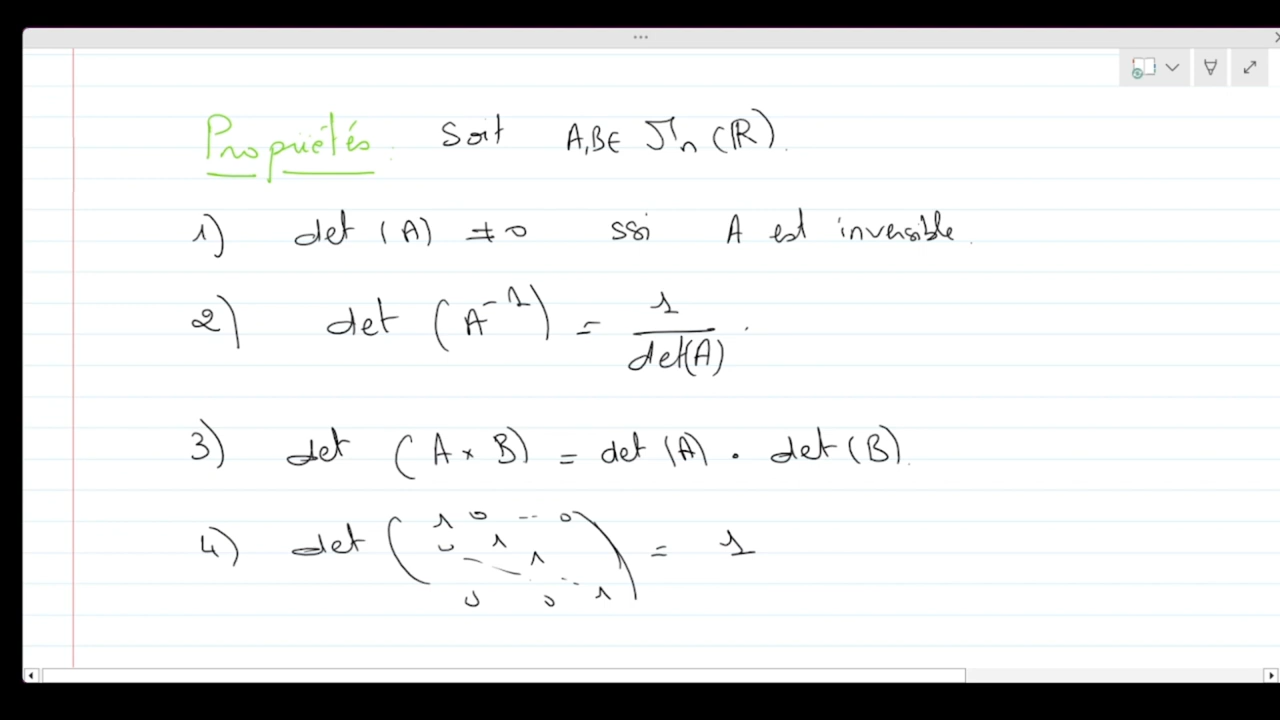 Propriétés : Soit A,B ∈ M_n (ℝ).
1) det (A) ≠ 0 ssi A est inversible.
2) det (A^{-1}) = 1 / det(A) .
3) det (A × B) = det (A) . det (B).
4) det ( 1 0 -- 0
0 1 1
0 0 1 ) = 1